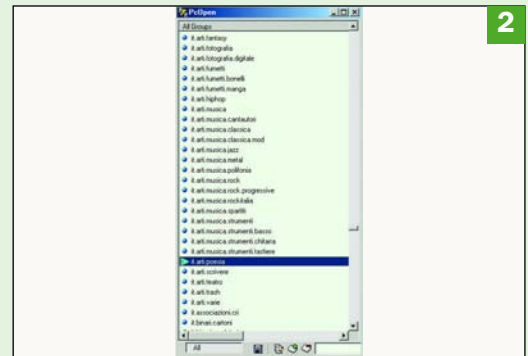 2
PcOpen
All Groups
it.arti.fantasy
it.arti.fotografia
it.arti.fotografia.digitale
it.arti.fumetti
it.arti.fumetti.bonelli
it.arti.fumetti.manga
it.arti.hiphop
it.arti.musica
it.arti.musica.cantautori
it.arti.musica.classica
it.arti.musica.classica.mod
it.arti.musica.jazz
it.arti.musica.metal
it.arti.musica.polifonia
it.arti.musica.rock
it.arti.musica.rock.progressive
it.arti.musica.rock-italia
it.arti.musica.spartiti
it.arti.musica.strumenti
it.arti.musica.strumenti.basso
it.arti.musica.strumenti.chitarra
it.arti.musica.strumenti.tastiere
it.arti.poesia
it.arti.scrivere
it.arti.teatro
it.arti.trash
it.arti.varie
it.associazioni.cri
it.binari.cartoni
All